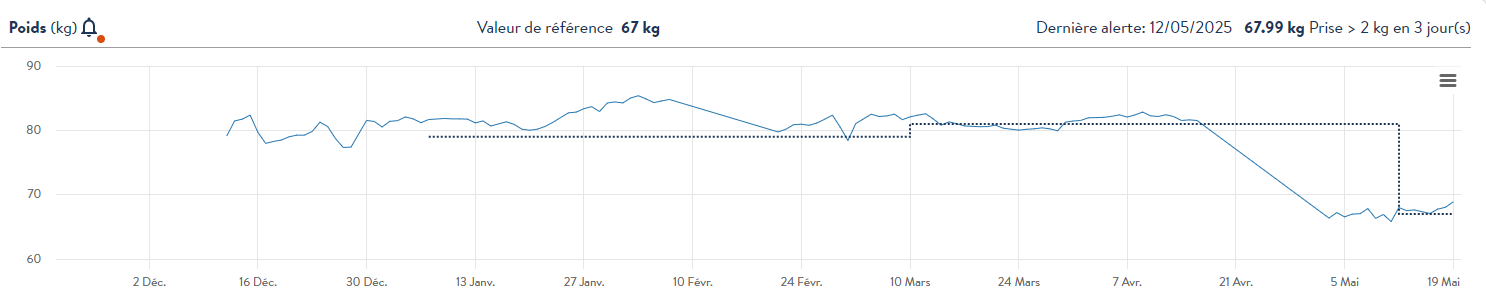 Poids (kg) Valeur de référence 67 kg Dernière alerte: 12/05/2025 67.99 kg Prise > 2 kg en 3 jour(s)
90
80
70
60
2 Déc. 16 Déc. 30 Déc. 13 Janv. 27 Janv. 10 Févr. 24 Févr. 10 Mars 24 Mars 7 Avr. 21 Avr. 5 Mai 19 Mai